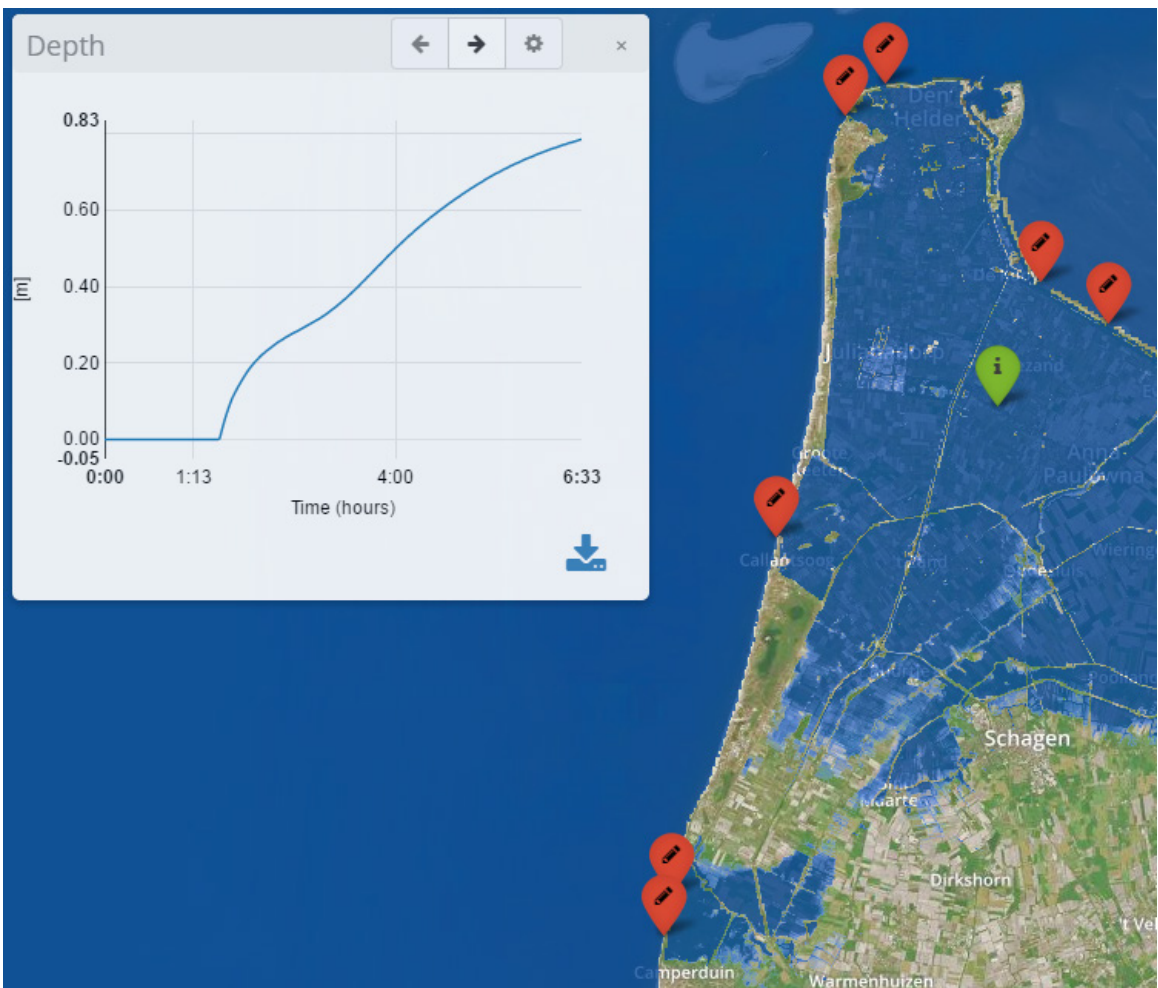 Depth
0.83
0.60
0.40
0.20
0.00
-0.05
[m]
0:00
1:13
4:00
6:33
Time (hours)
Den
Helder
Anna
Paulowna
Schagen
Dirkshorn
Camperduin
Warmenhuizen